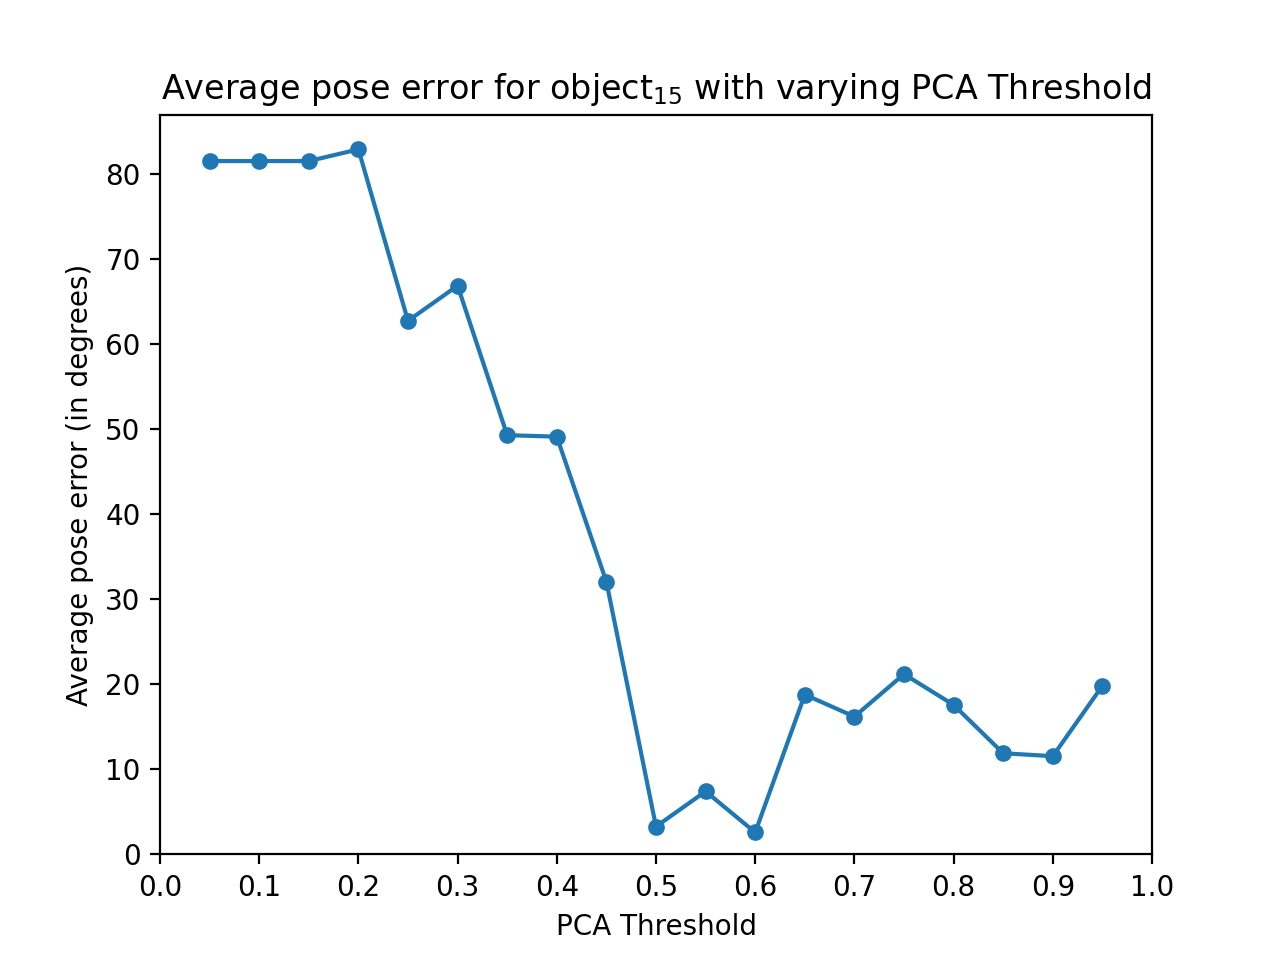 Average pose error for object₁₅ with varying PCA Threshold
Average pose error (in degrees)
80
70
60
50
40
30
20
10
0
0.0 0.1 0.2 0.3 0.4 0.5 0.6 0.7 0.8 0.9 1.0
PCA Threshold